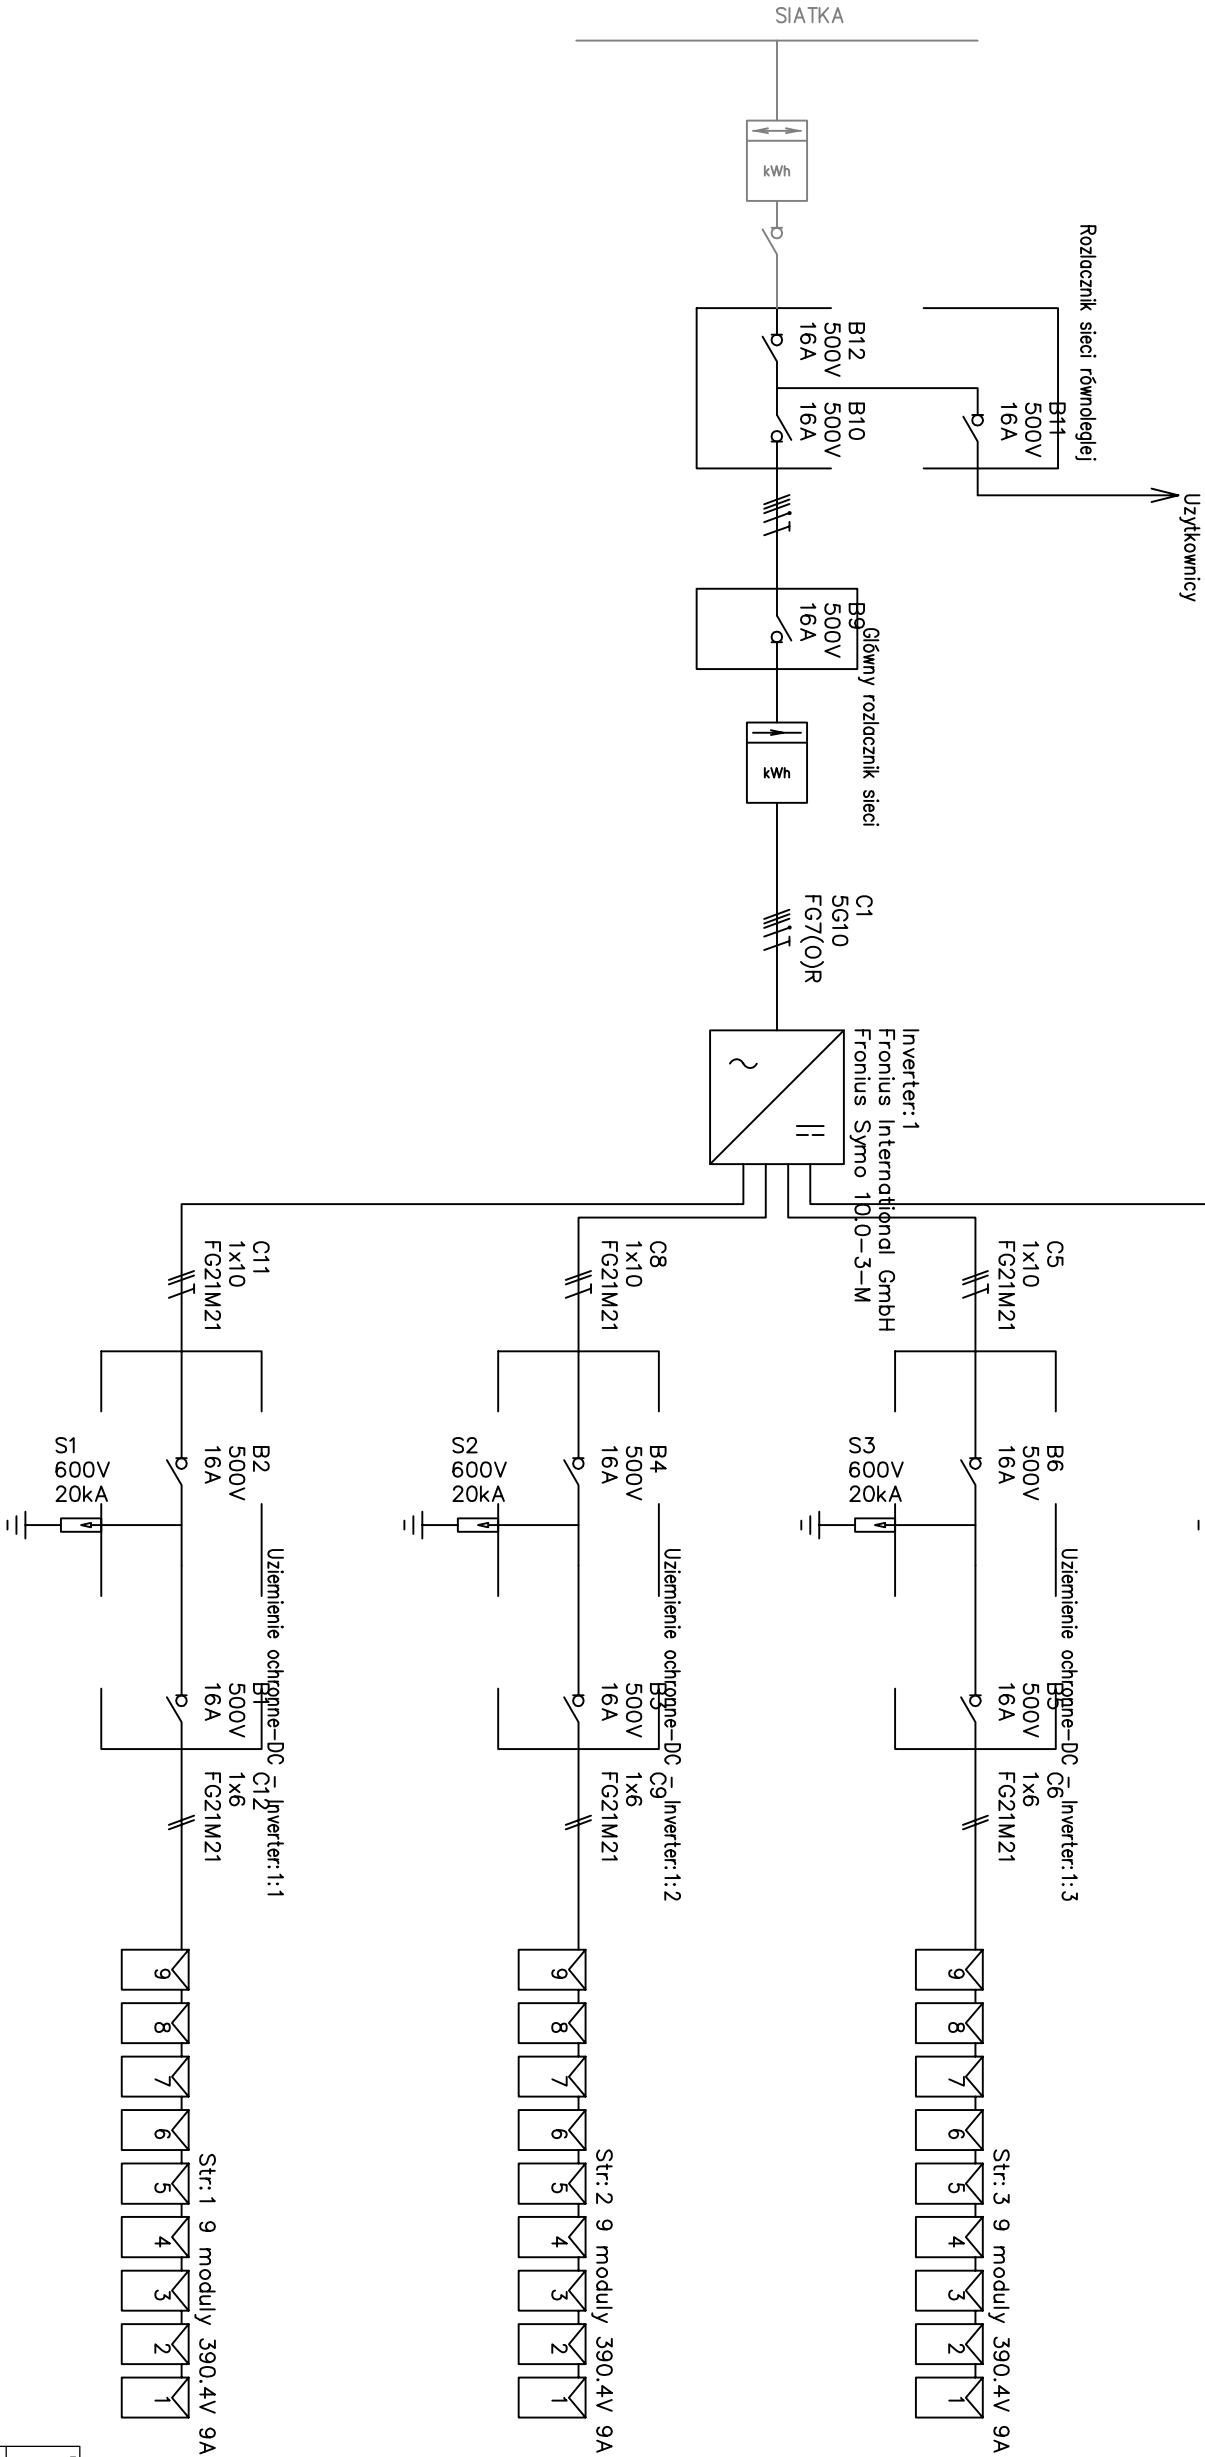 SIATKA
kWh
Rozlacznik sieci równoleglej
B12
500V
16A
B10
500V
16A
B11
500V
16A
Uzytkownicy
B9
500V
16A
Glówny rozlacznik sieci
kWh
C1
5G10
FG7(O)R
Inverter:1
Fronius International GmbH
Fronius Symo 10.0-3-M
C11
1x10
FG21M21
C8
1x10
FG21M21
C5
1x10
FG21M21
B2
500V
16A
S1
600V
20kA
B4
500V
16A
S2
600V
20kA
B6
500V
16A
S3
600V
20kA
Uziemienie ochronne-DC - Inverter:1:1
B1
500V
16A
Uziemienie ochronne-DC - Inverter:1:2
B3
500V
16A
Uziemienie ochronne-DC - Inverter:1:3
B5
500V
16A
C12
1x6
FG21M21
C9
1x6
FG21M21
C6
1x6
FG21M21
9 8 7 6 5 4 3 2 1
Str:1 9 moduly 390.4V 9A
9 8 7 6 5 4 3 2 1
Str:2 9 moduly 390.4V 9A
9 8 7 6 5 4 3 2 1
Str:3 9 moduly 390.4V 9A